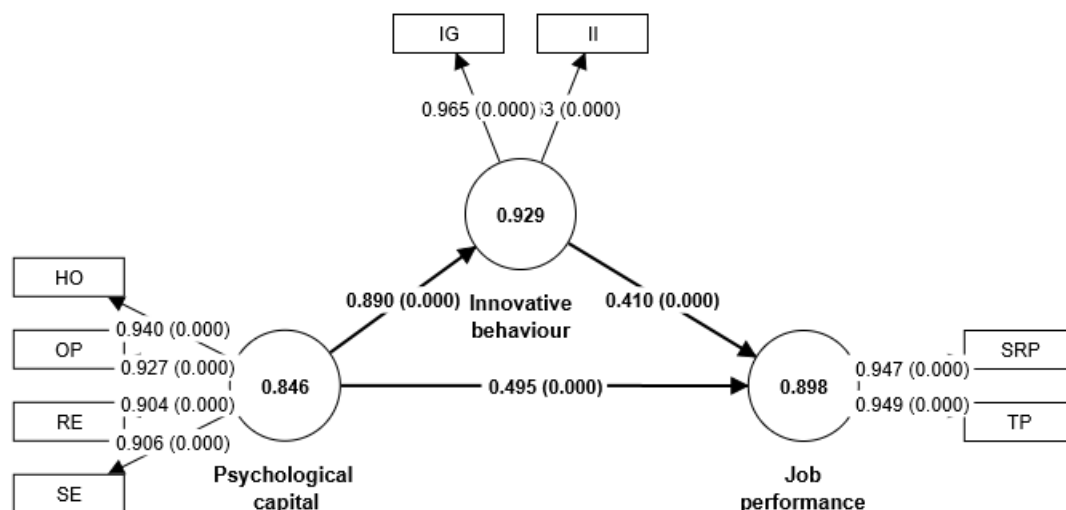 IG
II
0.965 (0.000)
3 (0.000)
0.929
HO
0.940 (0.000)
0.890 (0.000)
Innovative
behaviour
0.410 (0.000)
OP
0.927 (0.000)
0.846
0.495 (0.000)
0.898
0.947 (0.000)
SRP
RE
0.904 (0.000)
0.949 (0.000)
TP
0.906 (0.000)
SE
Psychological
capital
Job
performance